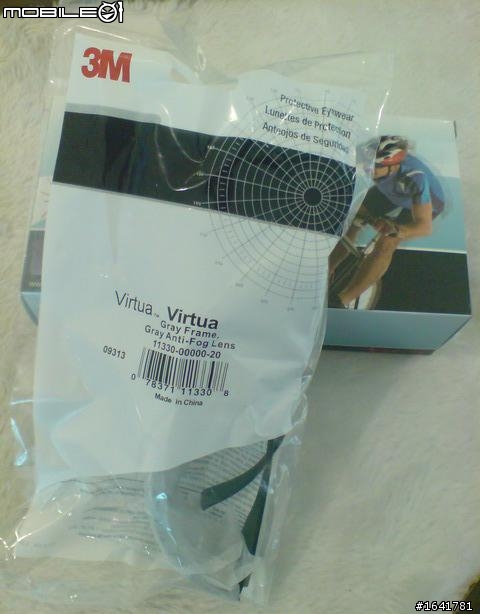 MOBILE01
3M
Protective Eyewear
Lunettes de Protection
Anteojos de Seguridad
Virtua™ Virtua
Gray Frame,
Gray Anti-Fog Lens
11330-00000-20
09313
0 78371 11330 8
Made in China
#1641781